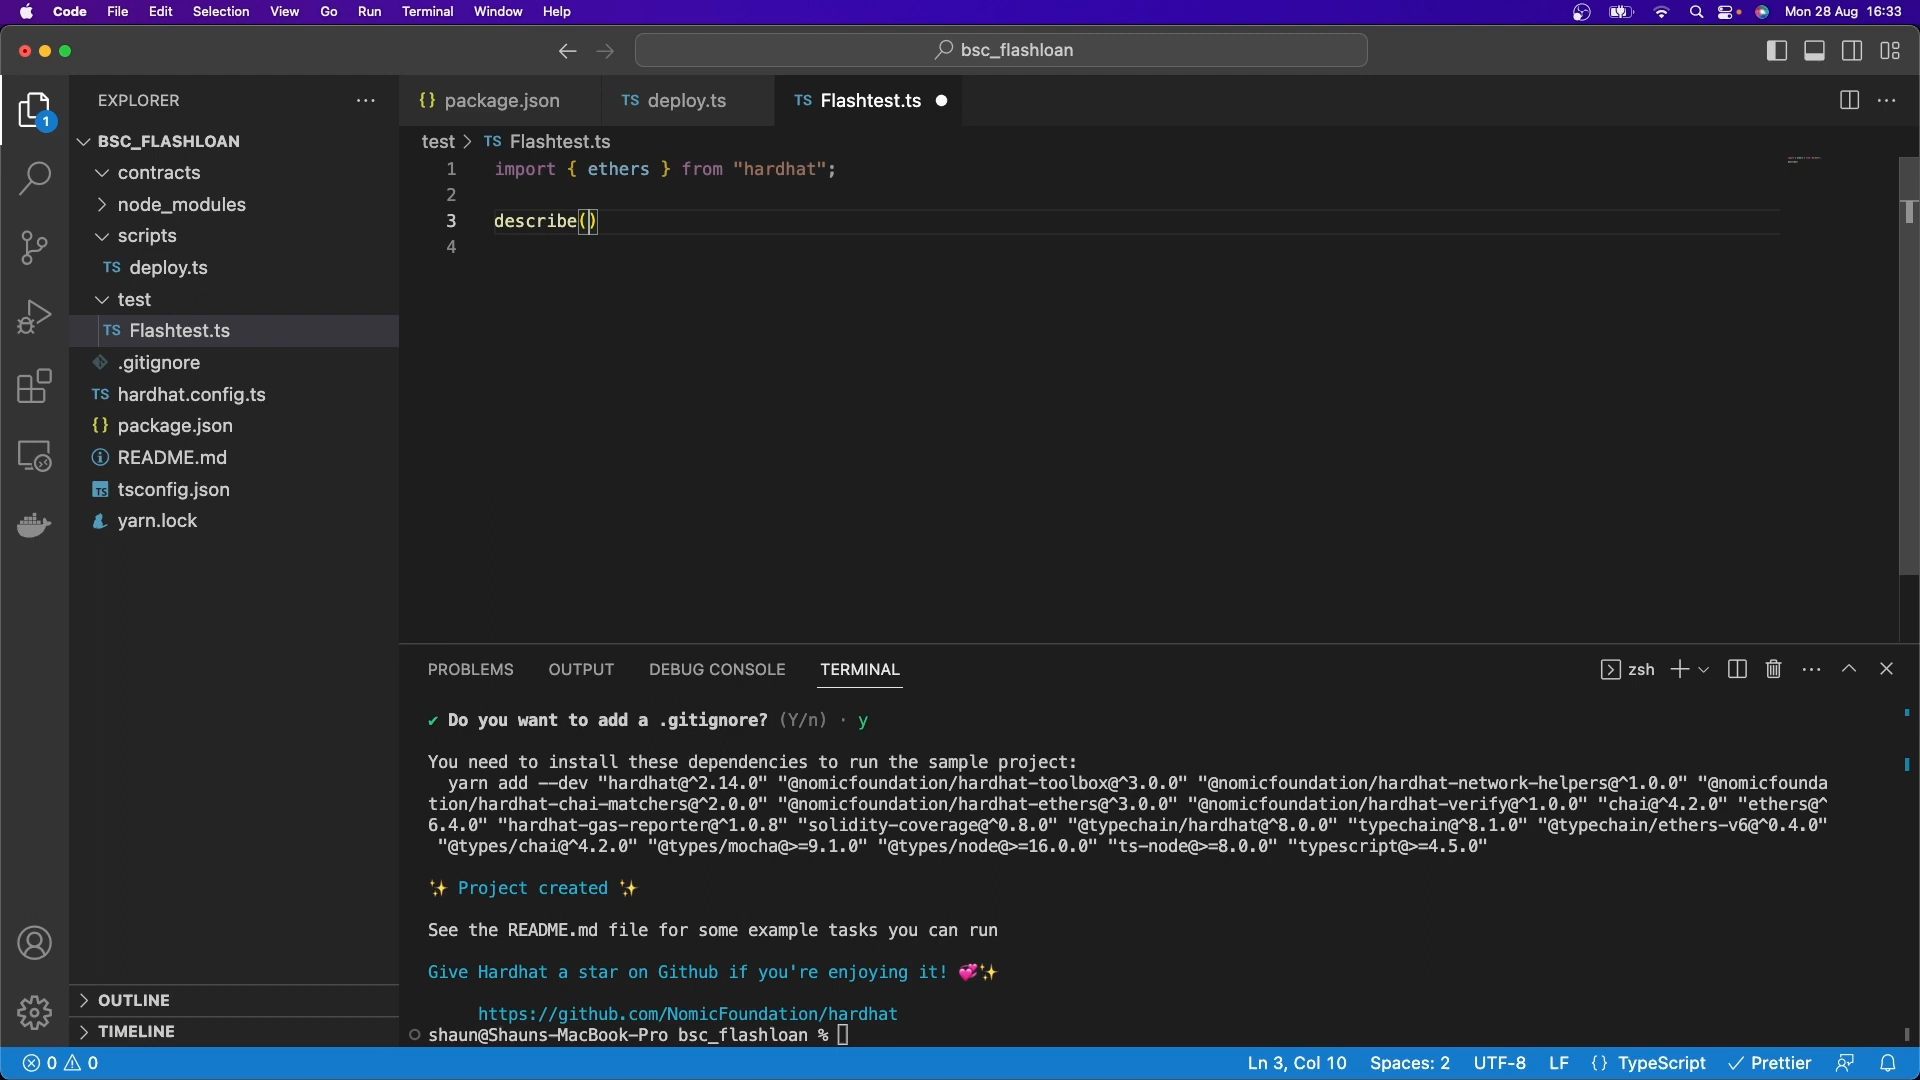 Code File Edit Selection View Go Run Terminal Window Help Mon 28 Aug 16:33
bsc_flashloan
EXPLORER
{} package.json TS deploy.ts TS Flashtest.ts
1
BSC_FLASHLOAN
contracts
node_modules
scripts
TS deploy.ts
test
TS Flashtest.ts
.gitignore
TS hardhat.config.ts
{} package.json
README.md
TS tsconfig.json
yarn.lock
OUTLINE
TIMELINE
test > TS Flashtest.ts
1 import { ethers } from "hardhat";
2
3 describe()
4
PROBLEMS OUTPUT DEBUG CONSOLE TERMINAL zsh
✔ Do you want to add a .gitignore? (Y/n) · y
You need to install these dependencies to run the sample project:
yarn add --dev "hardhat@^2.14.0" "@nomicfoundation/hardhat-toolbox@^3.0.0" "@nomicfoundation/hardhat-network-helpers@^1.0.0" "@nomicfounda
tion/hardhat-chai-matchers@^2.0.0" "@nomicfoundation/hardhat-ethers@^3.0.0" "@nomicfoundation/hardhat-verify@^1.0.0" "chai@^4.2.0" "ethers@^
6.4.0" "hardhat-gas-reporter@^1.0.8" "solidity-coverage@^0.8.0" "@typechain/hardhat@^8.0.0" "typechain@^8.1.0" "@typechain/ethers-v6@^0.4.0"
"@types/chai@^4.2.0" "@types/mocha@>=9.1.0" "@types/node@>=16.0.0" "ts-node@>=8.0.0" "typescript@>=4.5.0"
✨ Project created ✨
See the README.md file for some example tasks you can run
Give Hardhat a star on Github if you're enjoying it! 💞✨
https://github.com/NomicFoundation/hardhat
shaun@Shauns-MacBook-Pro bsc_flashloan %
0 0 Ln 3, Col 10 Spaces: 2 UTF-8 LF {} TypeScript Prettier